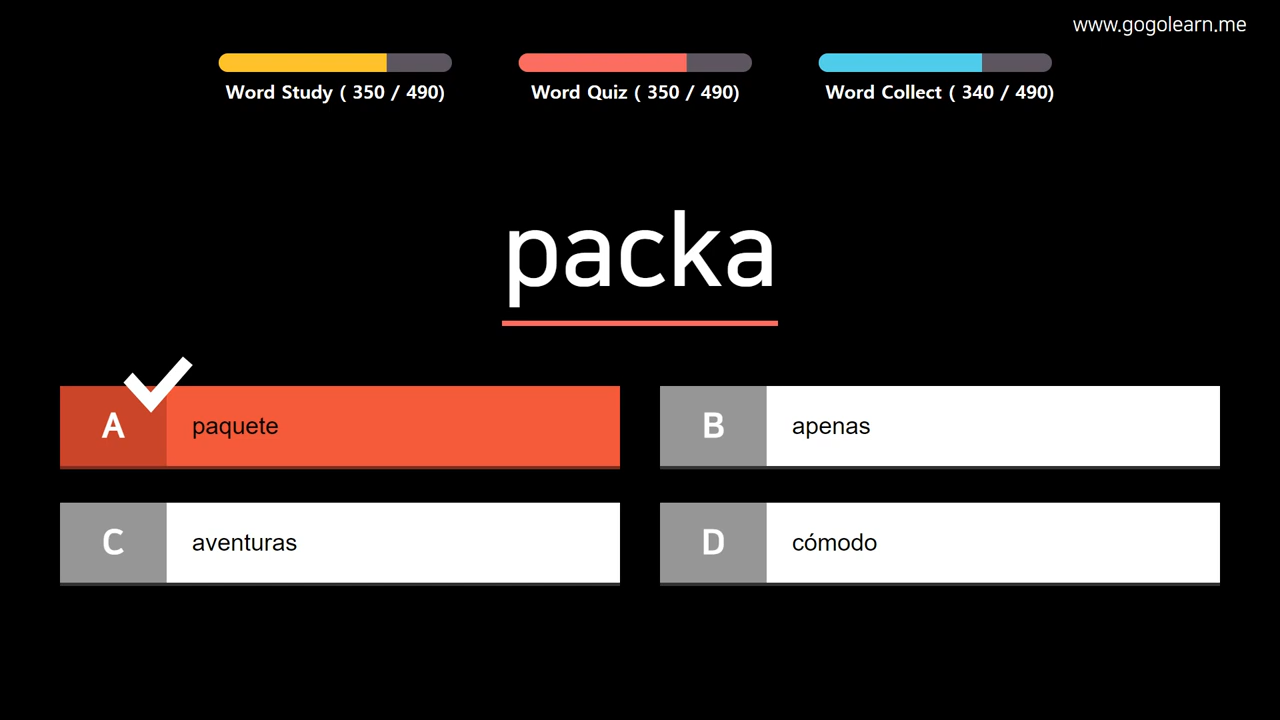 www.gogolearn.me
Word Study ( 350 / 490)
Word Quiz ( 350 / 490)
Word Collect ( 340 / 490)
packa
A paquete
B apenas
C aventuras
D cómodo